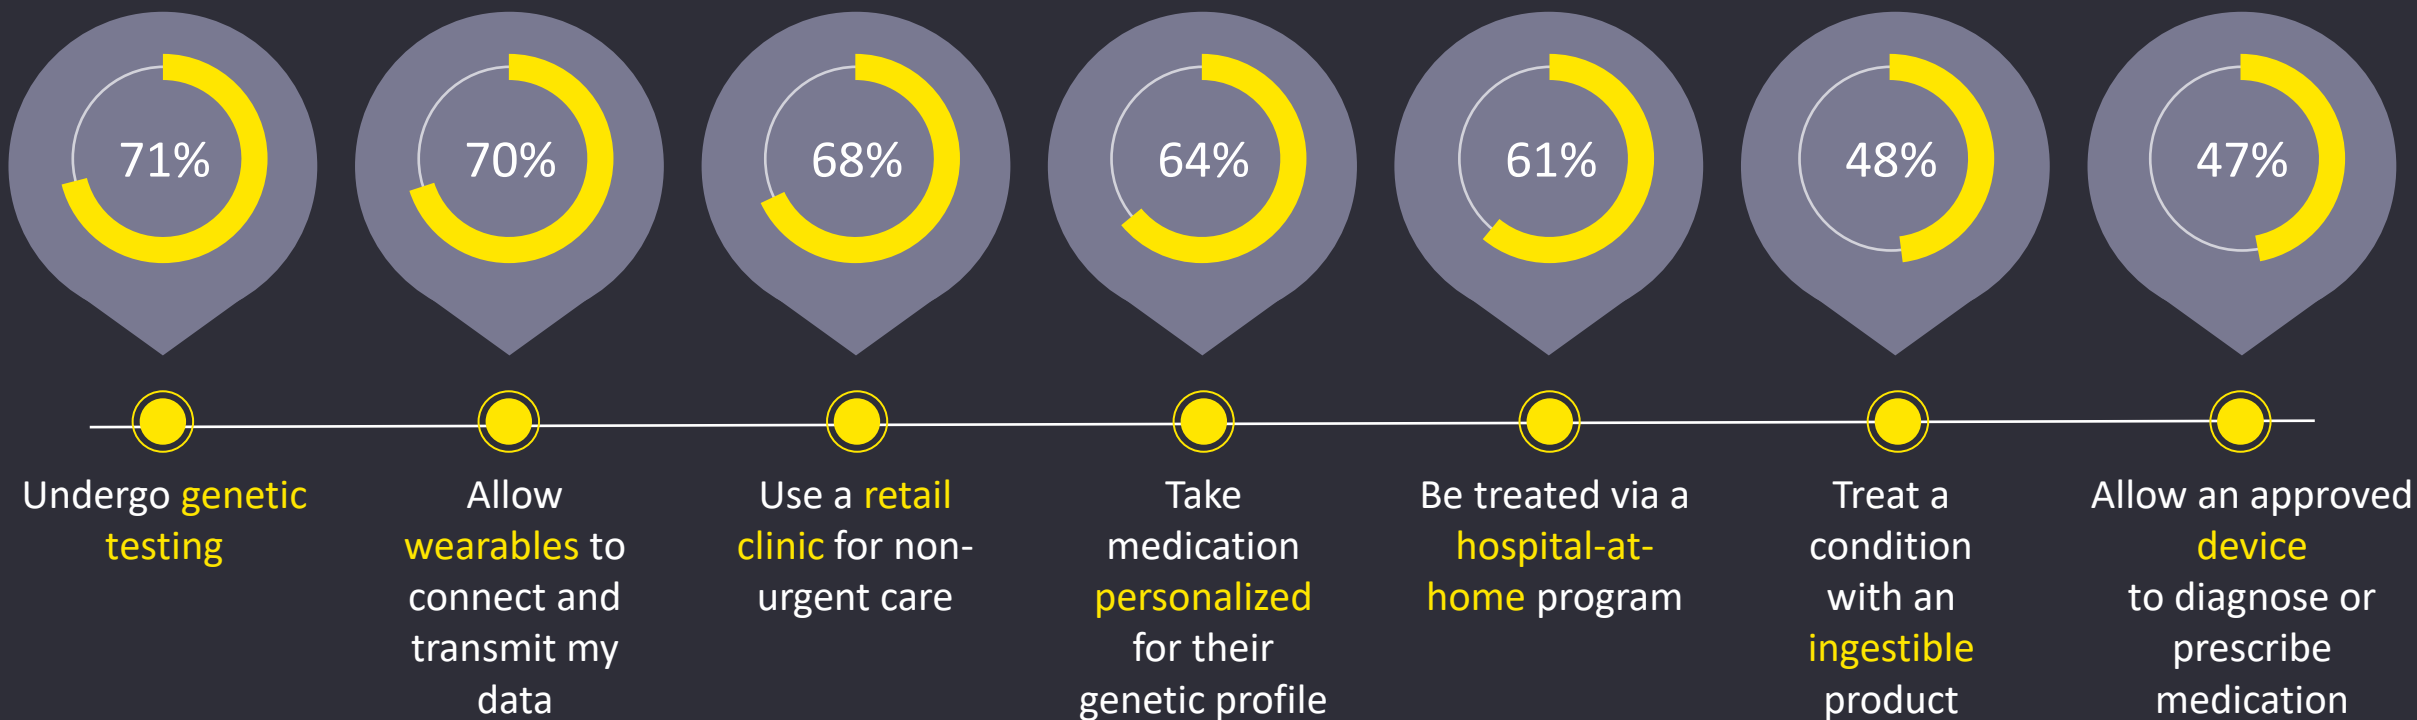 71%
70%
68%
64%
61%
48%
47%
Undergo genetic
testing
Allow
wearables to
connect and
transmit my
data
Use a retail
clinic for non-
urgent care
Take
medication
personalized
for their
genetic profile
Be treated via a
hospital-at-
home program
Treat a
condition
with an
ingestible
product
Allow an approved
device
to diagnose or
prescribe
medication